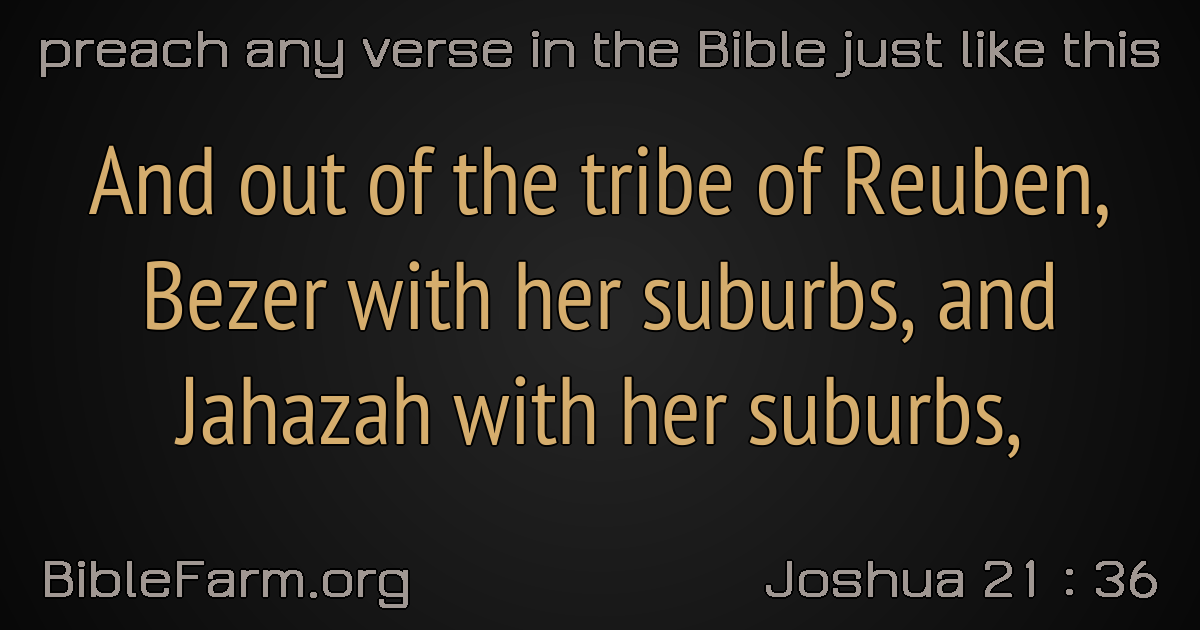 preach any verse in the Bible just like this
And out of the tribe of Reuben,
Bezer with her suburbs, and
Jahazah with her suburbs,
BibleFarm.org
Joshua 21 : 36